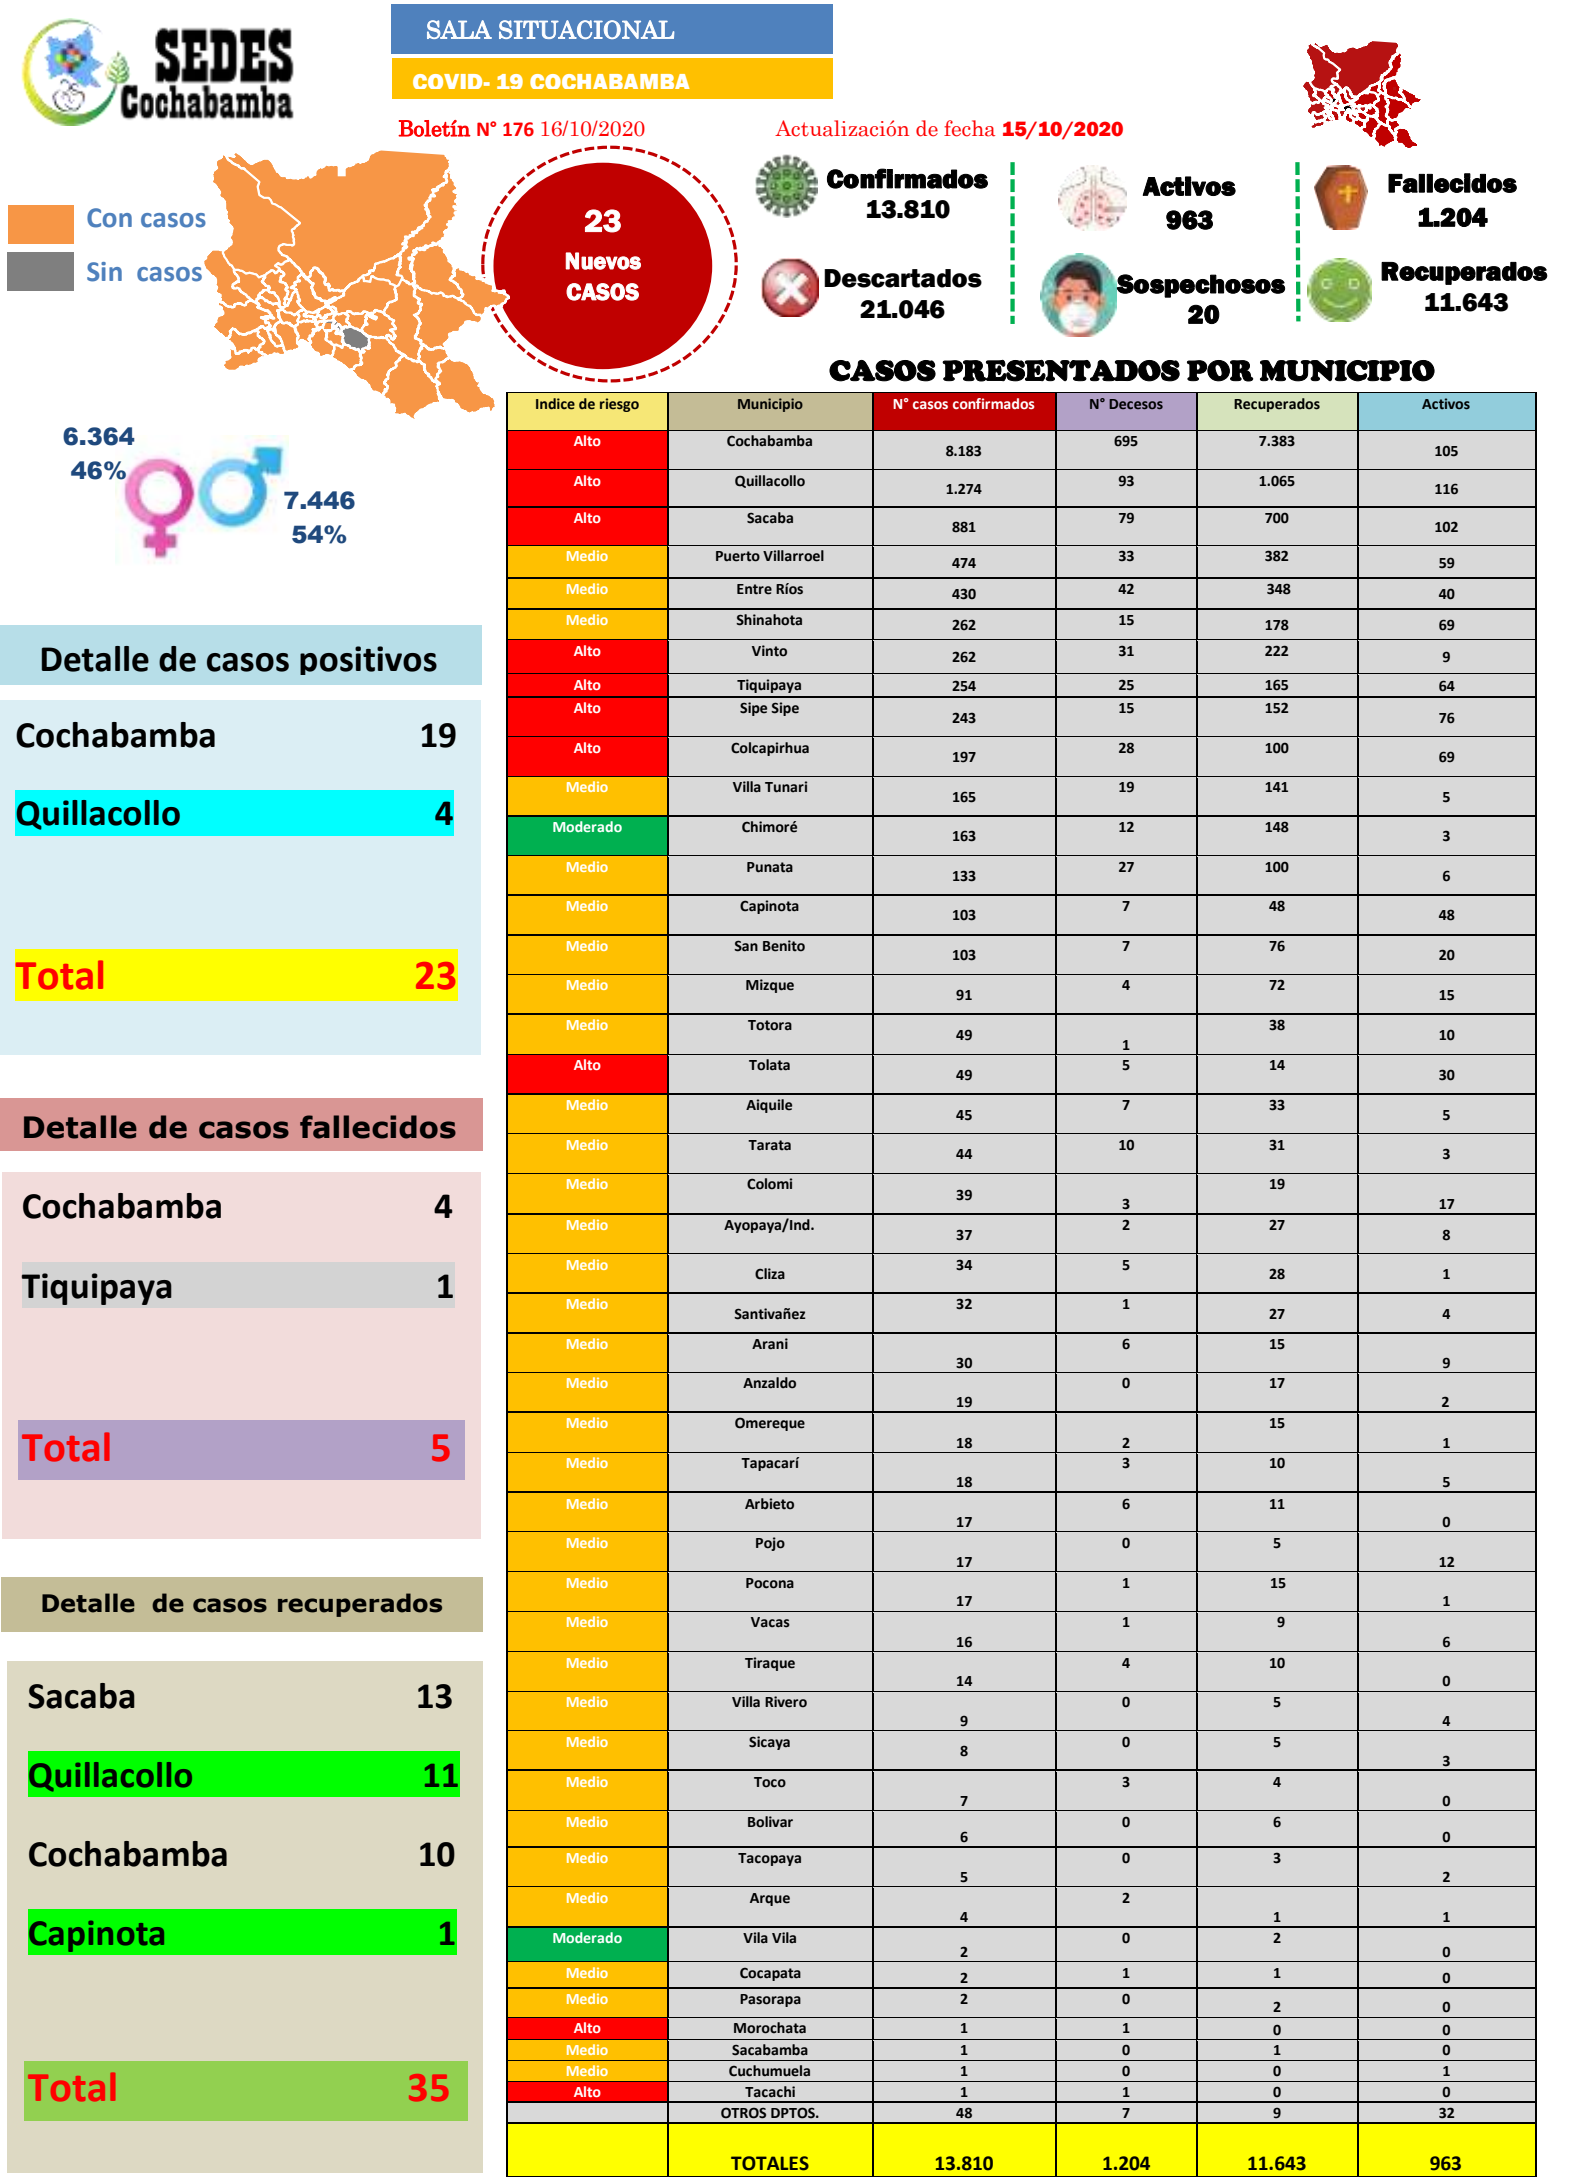 SEDES
Cochabamba
SALA SITUACIONAL
COVID- 19 COCHABAMBA
Boletín N° 176 16/10/2020
Actualización de fecha 15/10/2020
Con casos
Sin casos
23
Nuevos
CASOS
Confirmados
13.810
Activos
963
Fallecidos
1.204
Descartados
21.046
Sospechosos
20
Recuperados
11.643
6.364
46%
7.446
54%
Detalle de casos positivos
Cochabamba 19
Quillacollo 4
Total 23
Detalle de casos fallecidos
Cochabamba 4
Tiquipaya 1
Total 5
Detalle de casos recuperados
Sacaba 13
Quillacollo 11
Cochabamba 10
Capinota 1
Total 35
CASOS PRESENTADOS POR MUNICIPIO
Indice de riesgo Municipio N° casos confirmados N° Decesos Recuperados Activos
Alto Cochabamba 8.183 695 7.383 105
Alto Quillacollo 1.274 93 1.065 116
Alto Sacaba 881 79 700 102
Medio Puerto Villarroel 474 33 382 59
Medio Entre Ríos 430 42 348 40
Medio Shinahota 262 15 178 69
Alto Vinto 262 31 222 9
Alto Tiquipaya 254 25 165 64
Alto Sipe Sipe 243 15 152 76
Alto Colcapirhua 197 28 100 69
Medio Villa Tunari 165 19 141 5
Moderado Chimoré 163 12 148 3
Medio Punata 133 27 100 6
Medio Capinota 103 7 48 48
Medio San Benito 103 7 76 20
Medio Mizque 91 4 72 15
Medio Totora 49 1 38 10
Alto Tolata 49 5 14 30
Medio Aiquile 45 7 33 5
Medio Tarata 44 10 31 3
Medio Colomi 39 3 19 17
Medio Ayopaya/Ind. 37 2 27 8
Medio Cliza 34 5 28 1
Medio Santivañez 32 1 27 4
Medio Arani 30 6 15 9
Medio Anzaldo 19 0 17 2
Medio Omereque 18 2 15 1
Medio Tapacarí 18 3 10 5
Medio Arbieto 17 6 11 0
Medio Pojo 17 0 5 12
Medio Pocona 17 1 15 1
Medio Vacas 16 1 9 6
Medio Tiraque 14 4 10 0
Medio Villa Rivero 9 0 5 4
Medio Sicaya 8 0 5 3
Medio Toco 7 3 4 0
Medio Bolivar 6 0 6 0
Medio Tacopaya 5 0 3 2
Medio Arque 4 2 1 1
Moderado Vila Vila 2 0 2 0
Medio Cocapata 2 1 1 0
Medio Pasorapa 2 0 2 0
Alto Morochata 1 1 0 0
Medio Sacabamba 1 0 1 0
Medio Cuchumuela 1 0 0 1
Alto Tacachi 1 1 0 0
OTROS DPTOS. 48 7 9 32
TOTALES 13.810 1.204 11.643 963